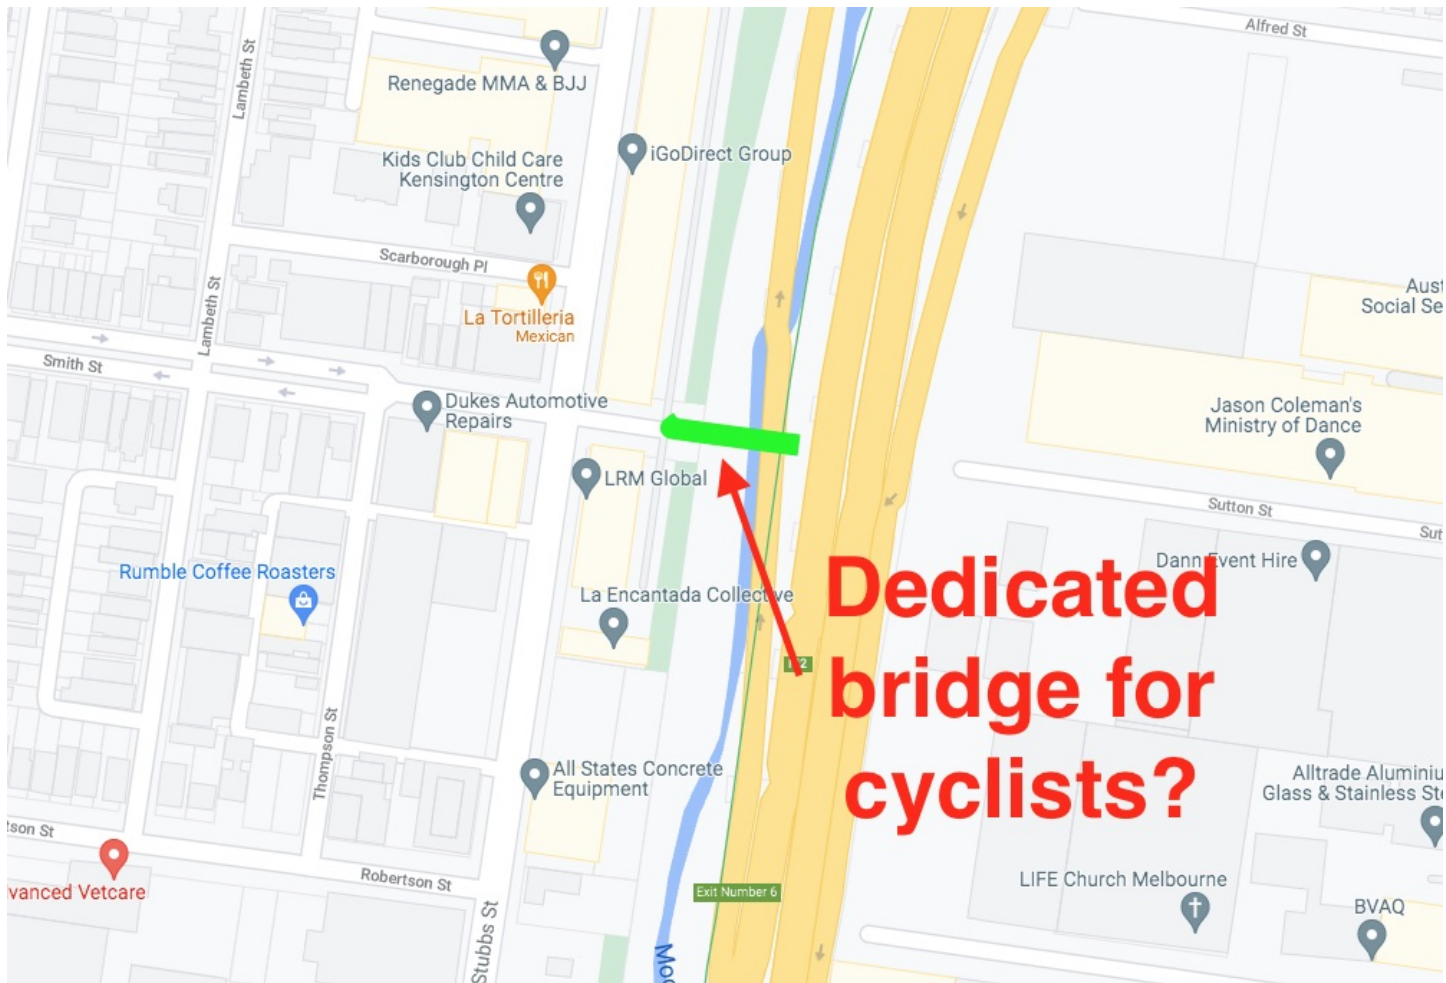 Alfred St
Lambeth St
Renegade MMA & BJJ
iGoDirect Group
Kids Club Child Care
Kensington Centre
Scarborough Pl
Aust
Social Se
La Tortilleria
Mexican
Lambeth St
Smith St
Dukes Automotive
Repairs
Jason Coleman's
Ministry of Dance
LRM Global
Sutton St
Sut
Dann Event Hire
Rumble Coffee Roasters
La Encantada Collective
Dedicated
bridge for
cyclists?
Thompson St
All States Concrete
Equipment
Alltrade Aluminiu
Glass & Stainless Ste
tson St
vanced Vetcare
Robertson St
Exit Number 6
LIFE Church Melbourne
BVAQ
Stubbs St
Moo